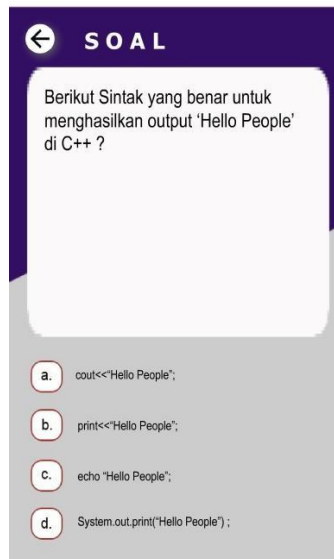 SOAL
Berikut Sintak yang benar untuk
menghasilkan output ‘Hello People’
di C++ ?
a. cout<<“Hello People”;
b. print<<“Hello People”;
c. echo “Hello People”;
d. System.out.print(“Hello People”) ;